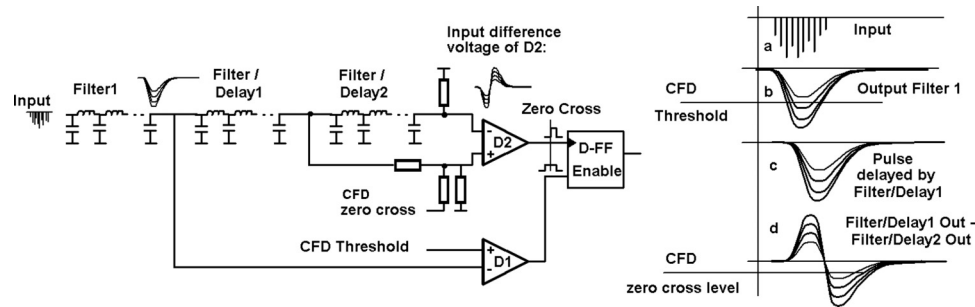 Input difference
voltage of D2:
Filter1
Filter /
Delay1
Filter /
Delay2
Input
Zero Cross
-
+
D2
D-FF
Enable
CFD
zero cross
CFD Threshold
+
-
D1
a
Input
CFD
Threshold
b
Output Filter 1
c
Pulse
delayed by
Filter/Delay1
d
Filter/Delay1 Out -
Filter/Delay2 Out
CFD
zero cross level